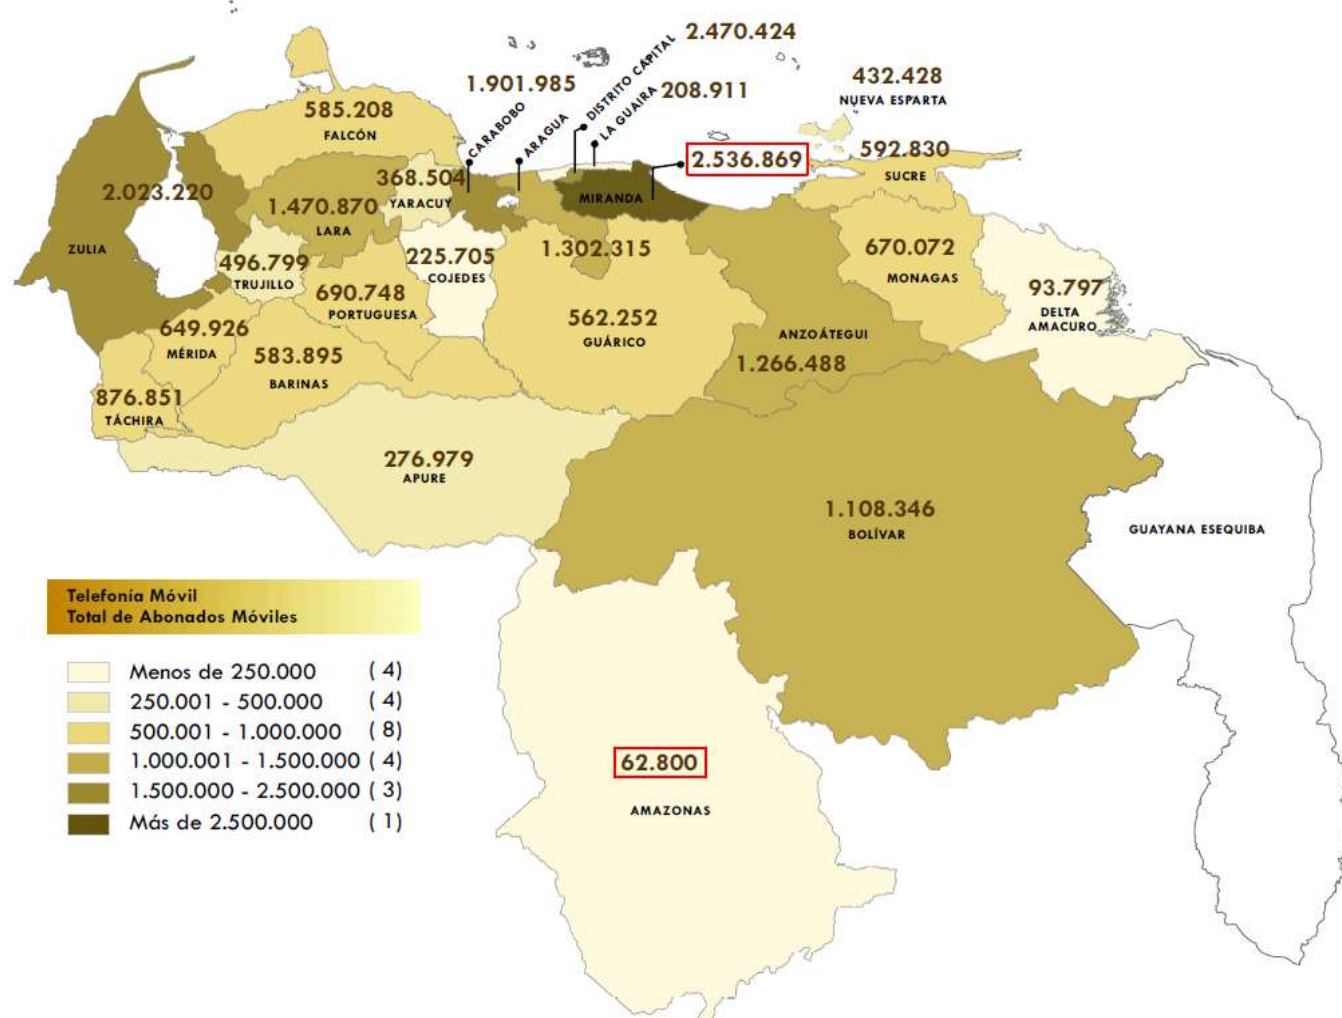 2.470.424
DISTRITO CAPITAL
1.901.985
CARABOBO
ARAGUA
LA GUAIRA
208.911
432.428
NUEVA ESPARTA
585.208
FALCÓN
2.536.869
MIRANDA
592.830
SUCRE
2.023.220
ZULIA
368.504
YARACUY
1.470.870
LARA
496.799
TRUJILLO
225.705
COJEDES
1.302.315
670.072
MONAGAS
93.797
DELTA
AMACURO
690.748
PORTUGUESA
562.252
GUÁRICO
ANZOÁTEGUI
1.266.488
649.926
MÉRIDA
583.895
BARINAS
876.851
TÁCHIRA
276.979
APURE
1.108.346
BOLÍVAR
GUAYANA ESEQUIBA
62.800
AMAZONAS
Telefonía Móvil
Total de Abonados Móviles
Menos de 250.000 ( 4)
250.001 - 500.000 ( 4)
500.001 - 1.000.000 ( 8)
1.000.001 - 1.500.000 ( 4)
1.500.000 - 2.500.000 ( 3)
Más de 2.500.000 ( 1)